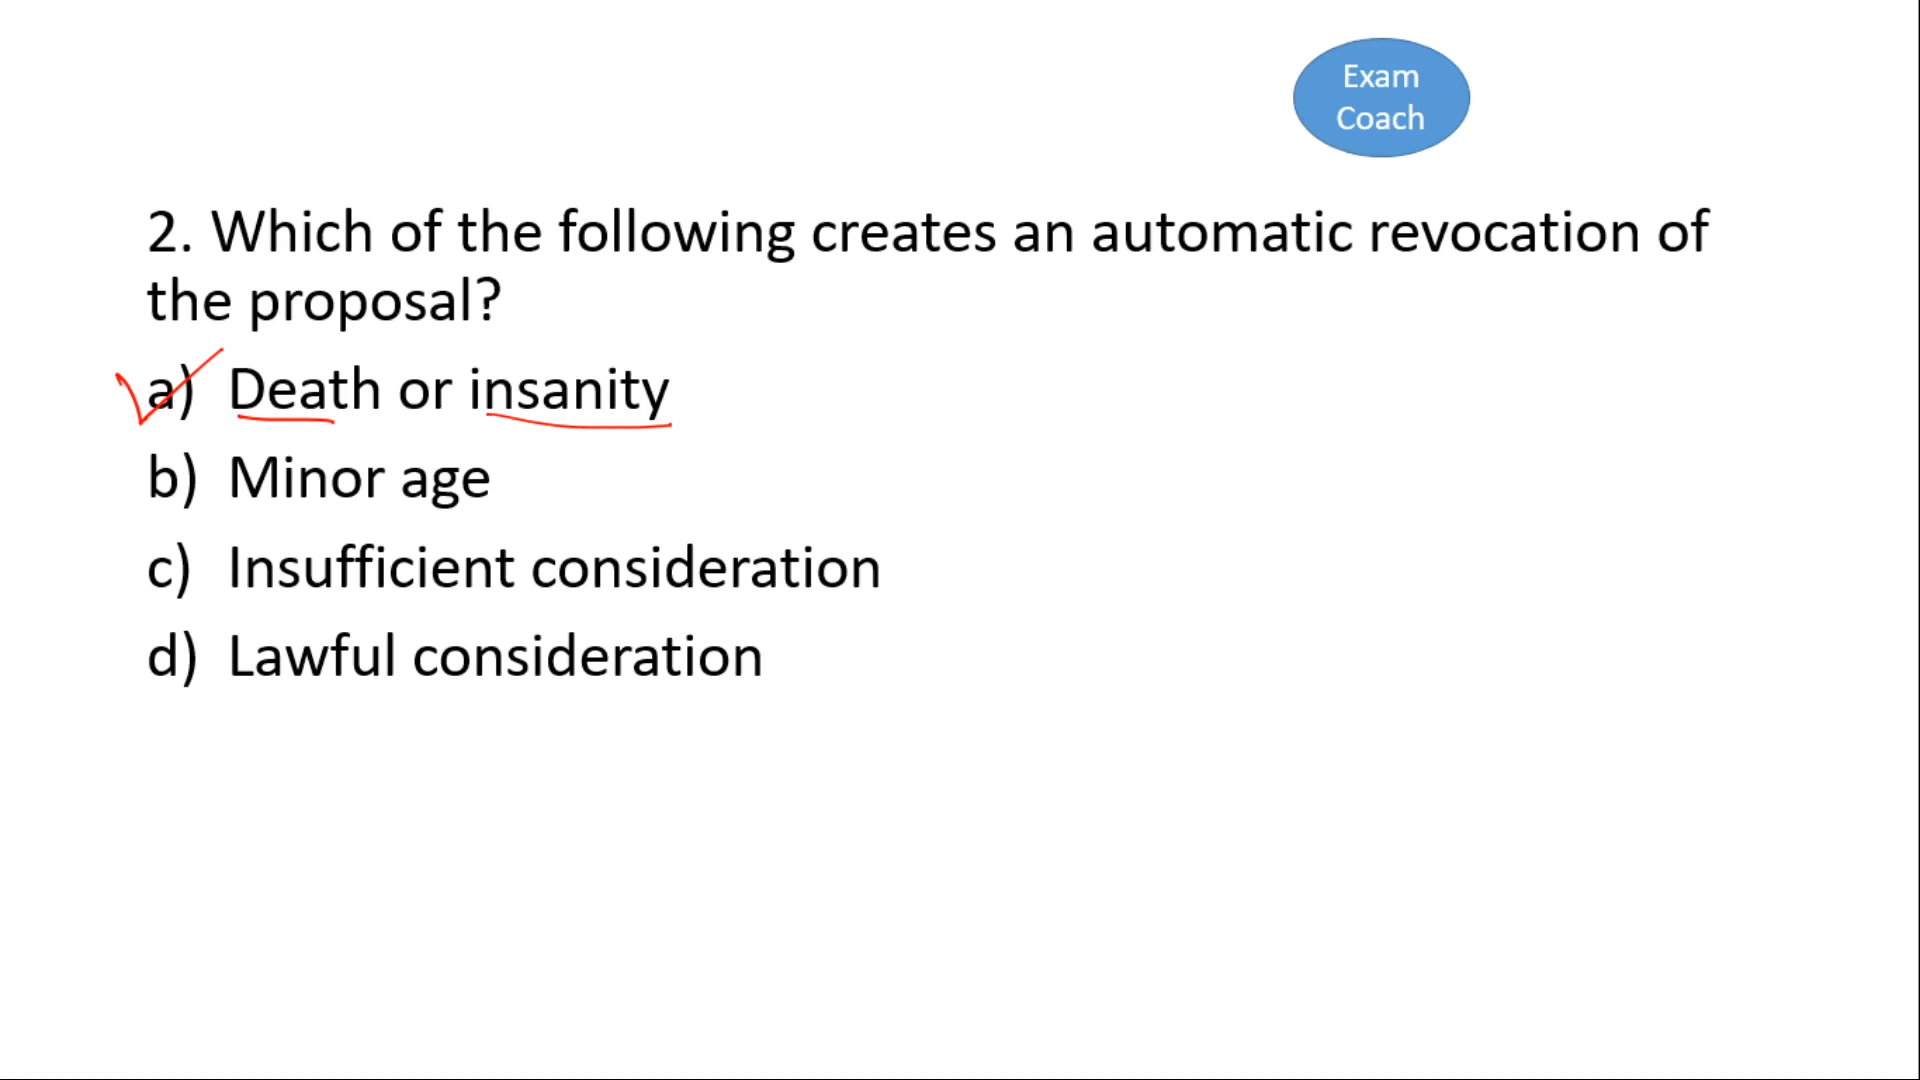 Exam
Coach
2. Which of the following creates an automatic revocation of
the proposal?
a) Death or insanity
b) Minor age
c) Insufficient consideration
d) Lawful consideration